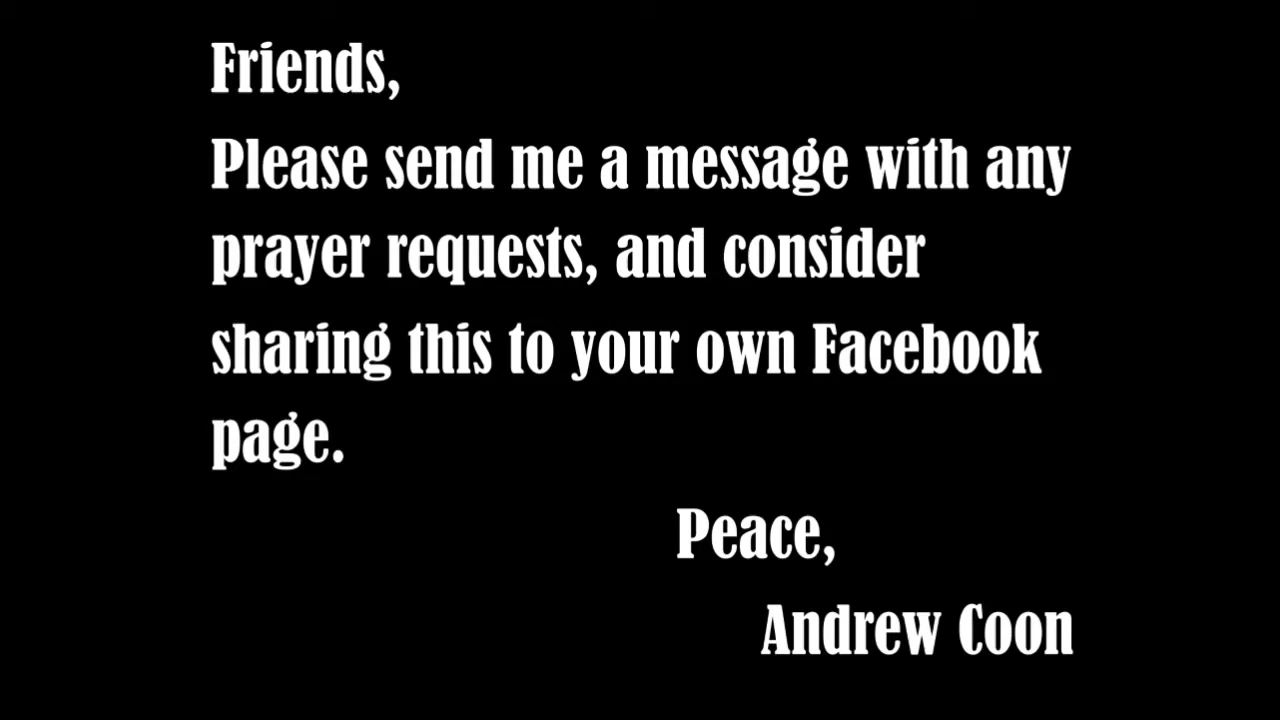 Friends,
Please send me a message with any
prayer requests, and consider
sharing this to your own Facebook
page.
Peace,
Andrew Coon